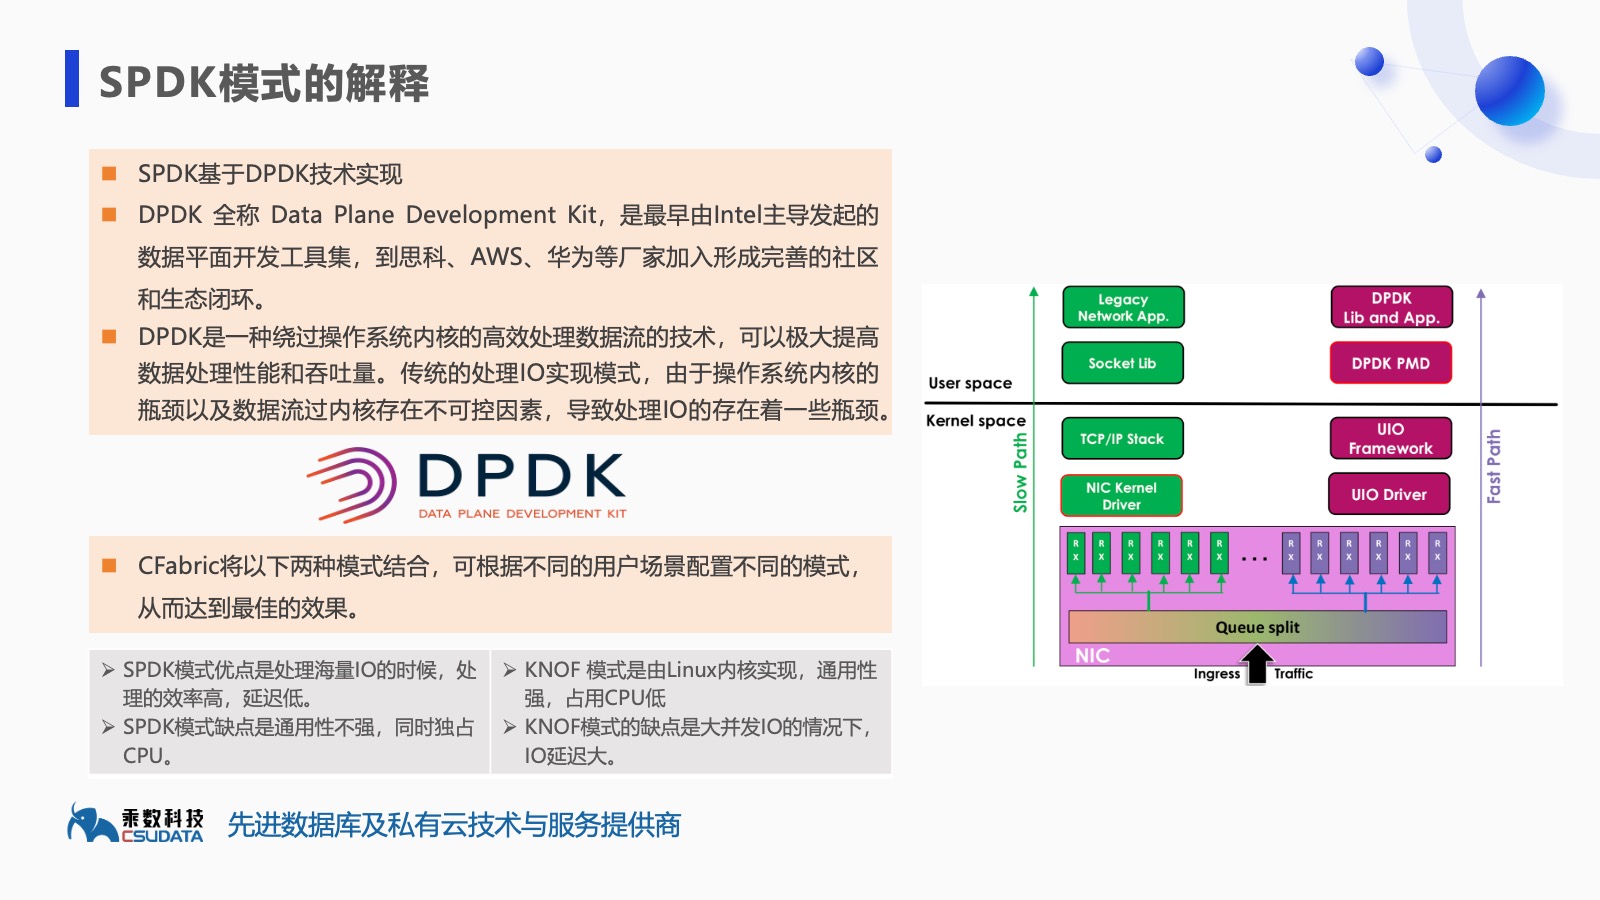 SPDK模式的解释
SPDK基于DPDK技术实现
DPDK 全称 Data Plane Development Kit，是最早由Intel主导发起的
数据平面开发工具集，到思科、AWS、华为等厂家加入形成完善的社区
和生态闭环。
DPDK是一种绕过操作系统内核的高效处理数据流的技术，可以极大提高
数据处理性能和吞吐量。传统的处理IO实现模式，由于操作系统内核的
瓶颈以及数据流过内核存在不可控因素，导致处理IO的存在着一些瓶颈。
DPDK
DATA PLANE DEVELOPMENT KIT
CFabric将以下两种模式结合，可根据不同的用户场景配置不同的模式，
从而达到最佳的效果。
SPDK模式优点是处理海量IO的时候，处
理的效率高，延迟低。
SPDK模式缺点是通用性不强，同时独占
CPU。
KNOF 模式是由Linux内核实现，通用性
强，占用CPU低
KNOF模式的缺点是大并发IO的情况下，
IO延迟大。
Legacy
Network App.
DPDK
Lib and App.
Socket Lib
DPDK PMD
User space
Kernel space
TCP/IP Stack
UIO
Framework
Slow Path
Fast Path
NIC Kernel
Driver
UIO Driver
R R R R R R R R R R R R
x x x x x x ... x x x x x x
Queue split
NIC
Ingress Traffic
乘数科技
CSUDATA
先进数据库及私有云技术与服务提供商